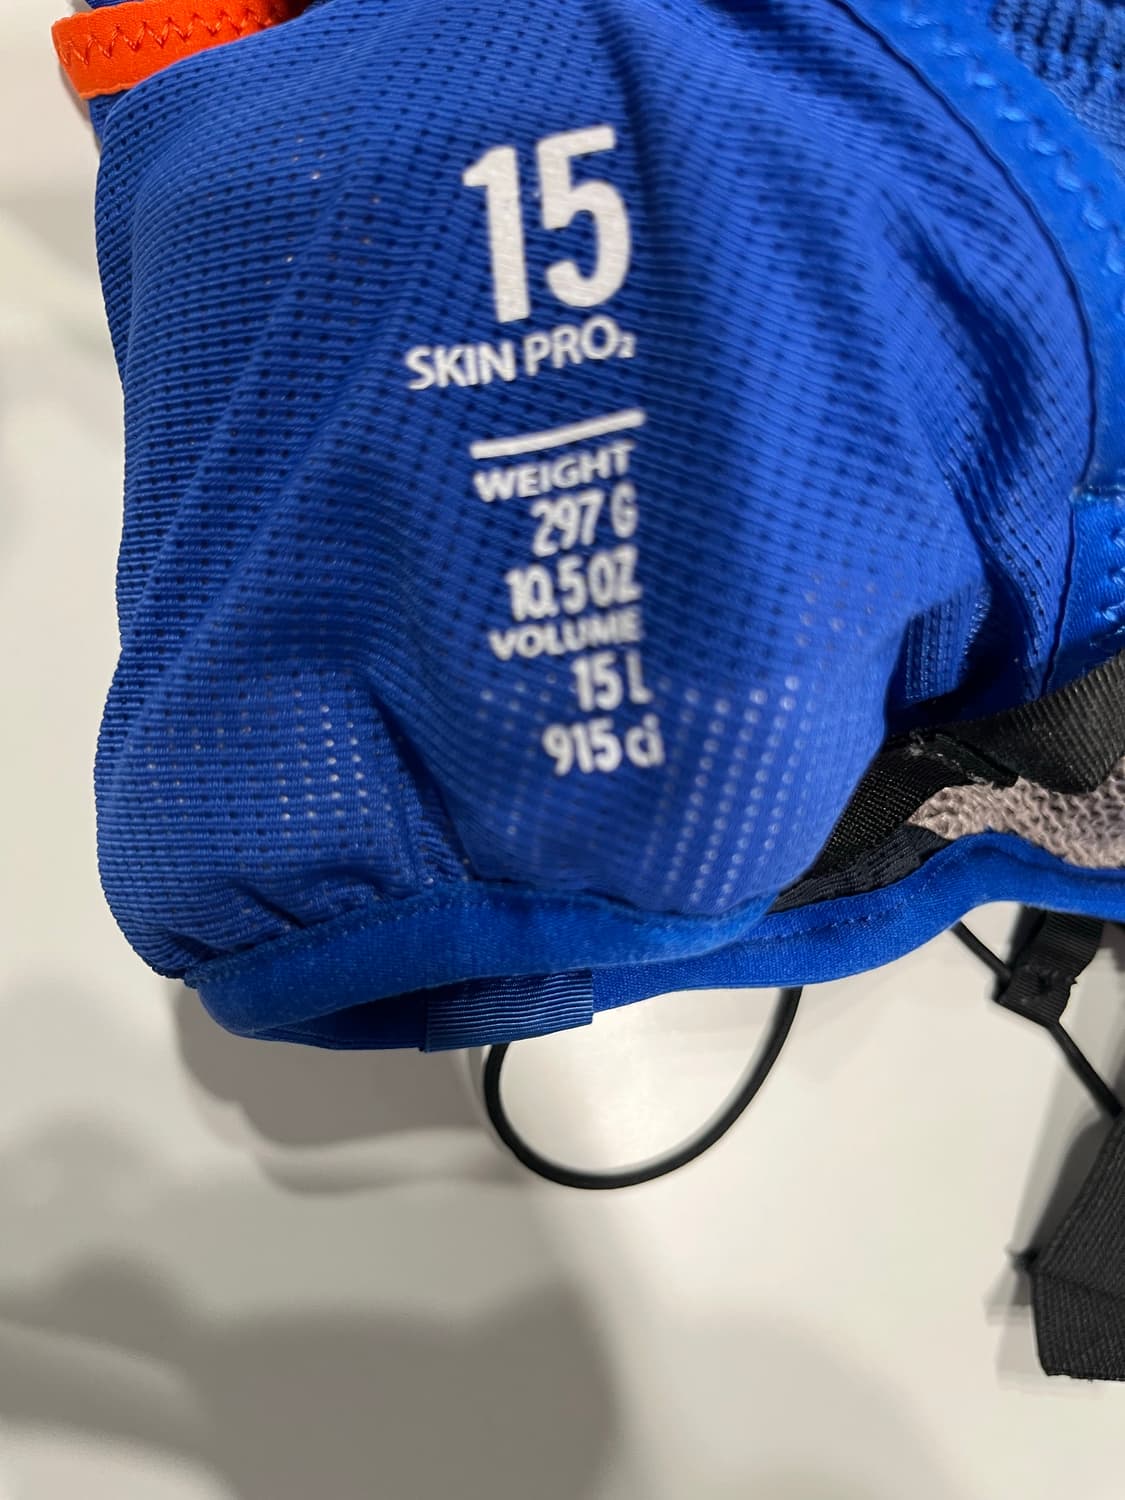 15
SKIN PRO₂
WEIGHT
297 G
10.5 OZ
VOLUME
15 L
915 ci